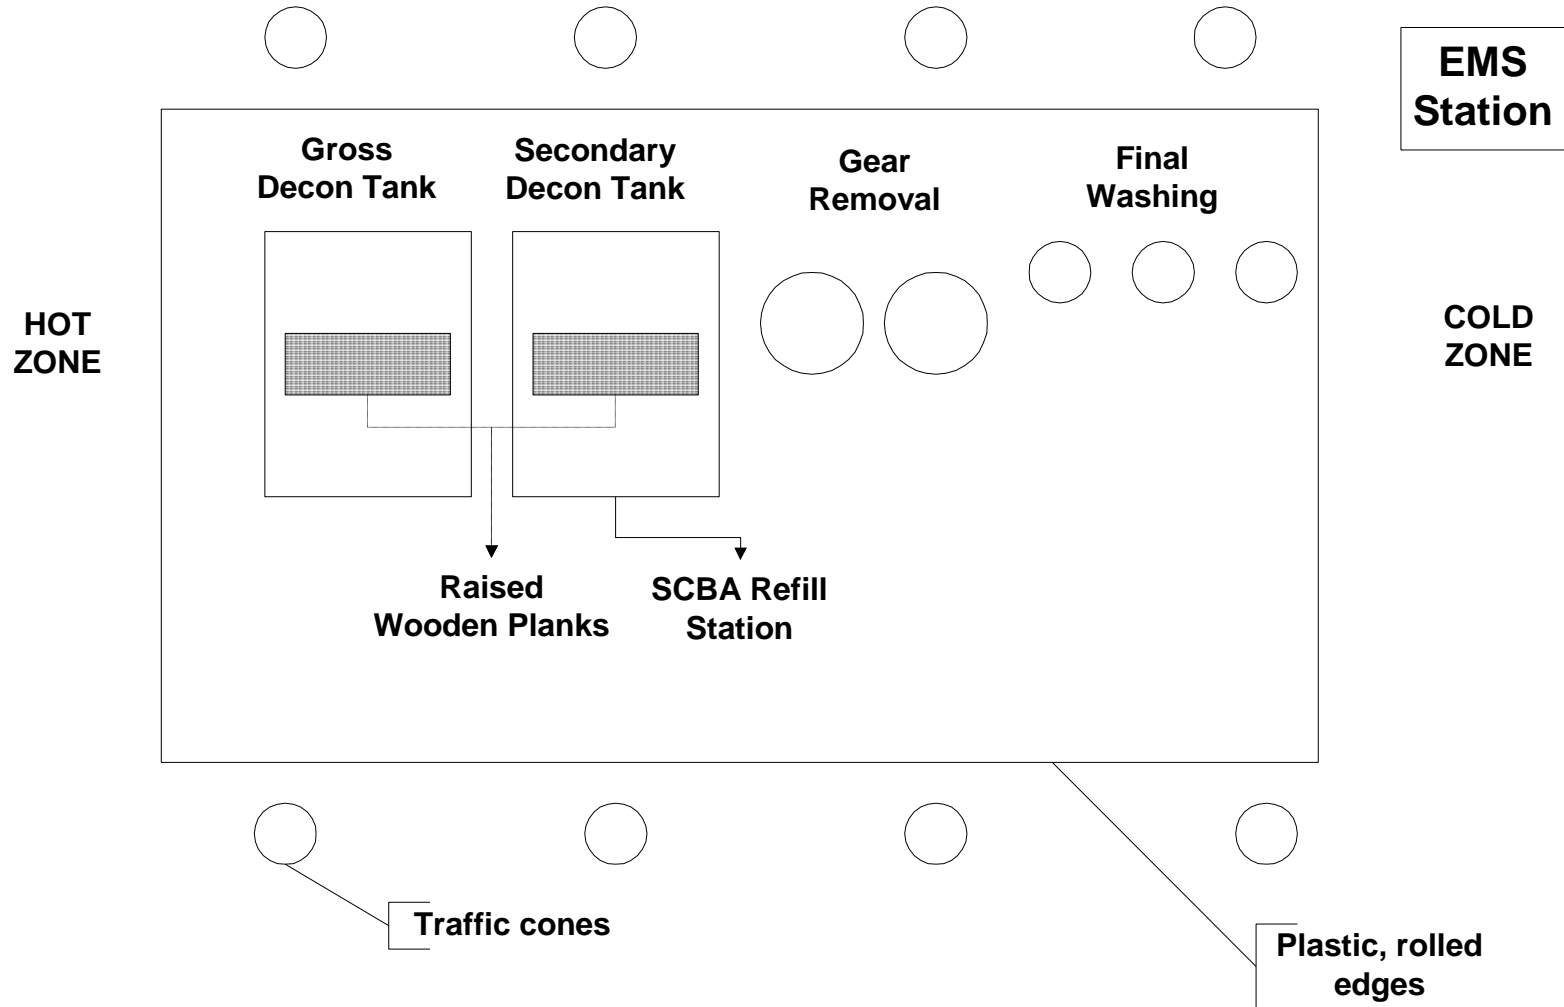 EMS
Station
Gross
Decon Tank
Secondary
Decon Tank
Gear
Removal
Final
Washing
HOT
ZONE
COLD
ZONE
Raised
Wooden Planks
SCBA Refill
Station
Traffic cones
Plastic, rolled
edges